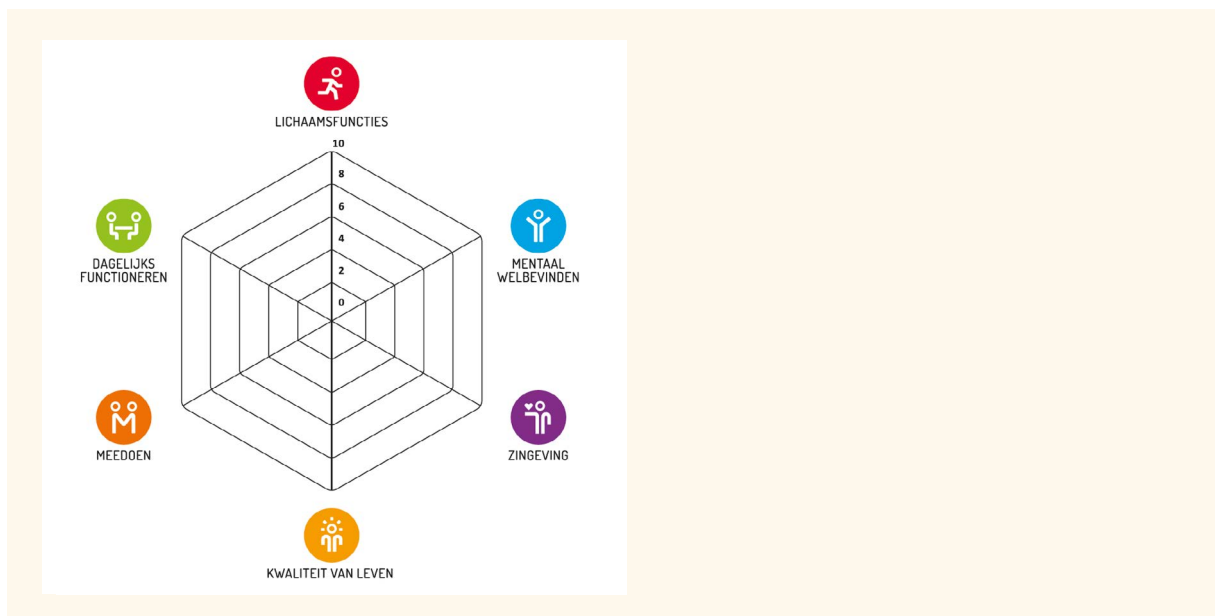 LICHAAMSFUNCTIES
10
8
6
4
2
0
DAGELIJKS
FUNCTIONEREN
MENTAAL
WELBEVINDEN
MEEDOEN
ZINGEVING
KWALITEIT VAN LEVEN